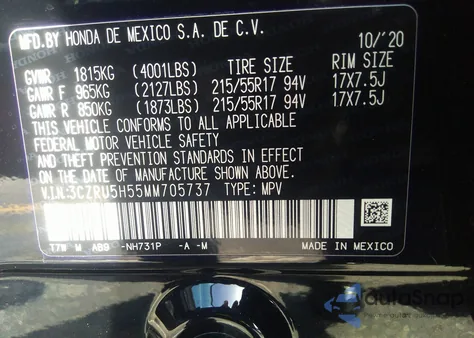 MFD.BY HONDA DE MEXICO S.A. DE C.V. 10/'20
GVWR 1815KG (4001LBS) TIRE SIZE RIM SIZE
GAWR F 965KG (2127LBS) 215/55R17 94V 17X7.5J
GAWR R 850KG (1873LBS) 215/55R17 94V 17X7.5J
THIS VEHICLE CONFORMS TO ALL APPLICABLE
FEDERAL MOTOR VEHICLE SAFETY
AND THEFT PREVENTION STANDARDS IN EFFECT
ON THE DATE OF MANUFACTURE SHOWN ABOVE.
V.I.N.:3CZRU5H55MM705737 TYPE: MPV
T7W M AB9 -NH731P -A -M MADE IN MEXICO
AutaSnap